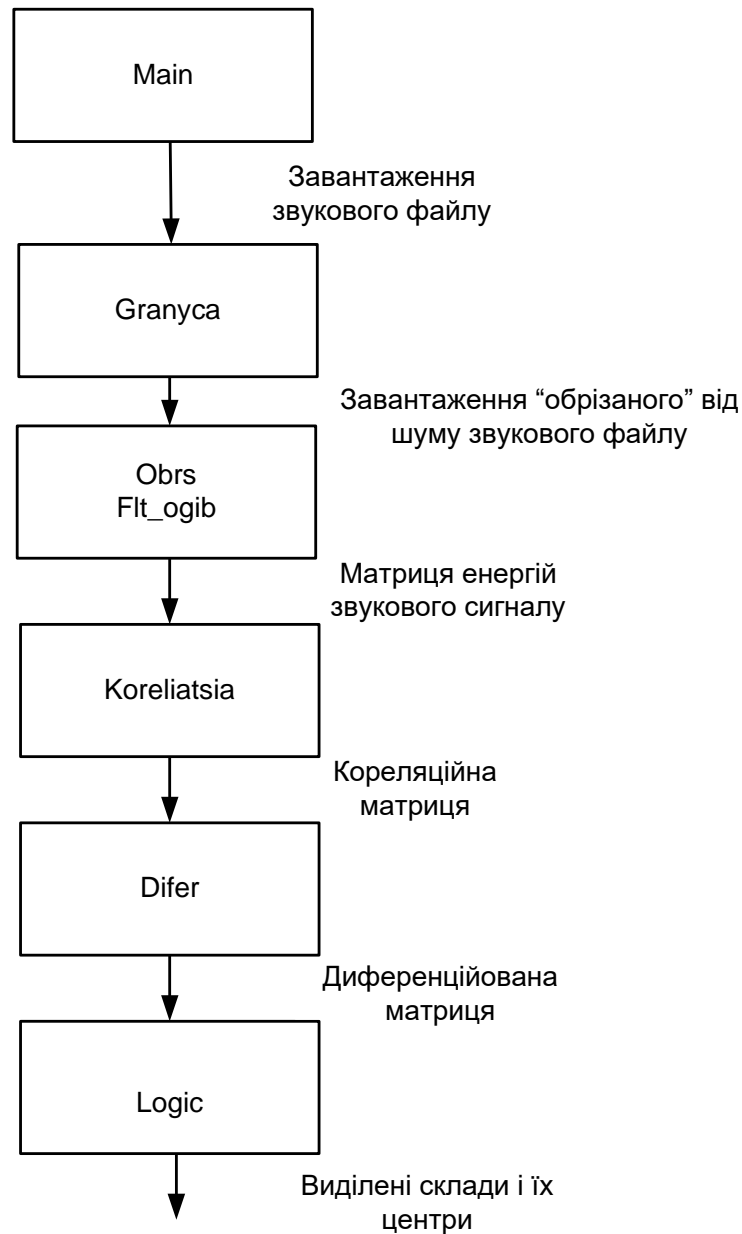 Main
Завантаження
звукового файлу
Granyca
Завантаження “обрізаного” від
шуму звукового файлу
Obrs
Flt_ogib
Матриця енергій
звукового сигналу
Koreliatsia
Кореляційна
матриця
Difer
Диференційована
матриця
Logic
Виділені склади і їх
центри